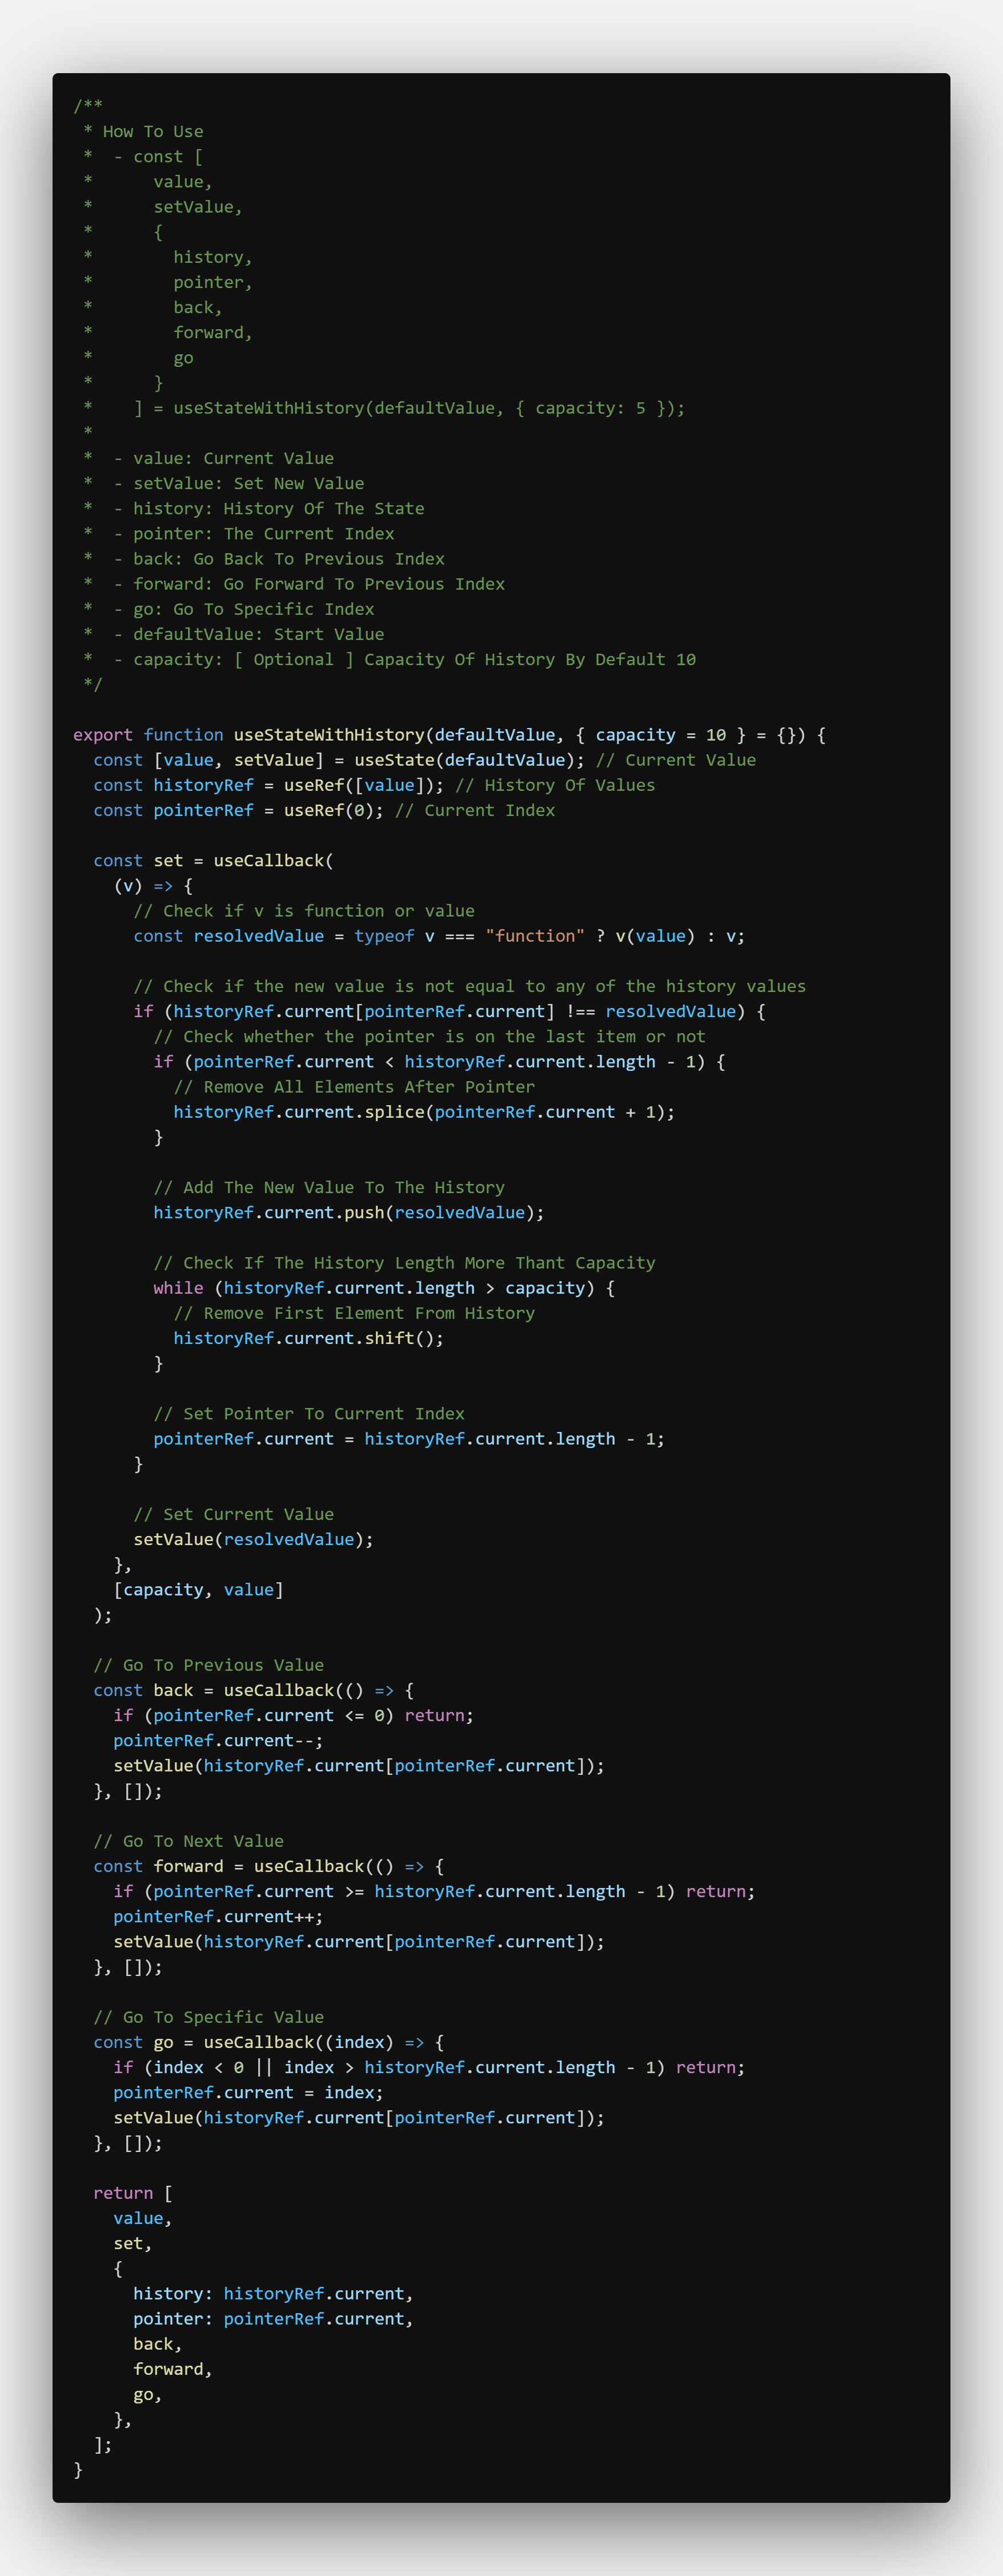 /**
 * How To Use
 *  - const [
 *      value,
 *      setValue,
 *      {
 *        history,
 *        pointer,
 *        back,
 *        forward,
 *        go
 *      }
 *    ] = useStateWithHistory(defaultValue, { capacity: 5 });
 *
 *  - value: Current Value
 *  - setValue: Set New Value
 *  - history: History Of The State
 *  - pointer: The Current Index
 *  - back: Go Back To Previous Index
 *  - forward: Go Forward To Previous Index
 *  - go: Go To Specific Index
 *  - defaultValue: Start Value
 *  - capacity: [ Optional ] Capacity Of History By Default 10
 */

export function useStateWithHistory(defaultValue, { capacity = 10 } = {}) {
  const [value, setValue] = useState(defaultValue); // Current Value
  const historyRef = useRef([value]); // History Of Values
  const pointerRef = useRef(0); // Current Index

  const set = useCallback(
    (v) => {
      // Check if v is function or value
      const resolvedValue = typeof v === "function" ? v(value) : v;

      // Check if the new value is not equal to any of the history values
      if (historyRef.current[pointerRef.current] !== resolvedValue) {
        // Check whether the pointer is on the last item or not
        if (pointerRef.current < historyRef.current.length - 1) {
          // Remove All Elements After Pointer
          historyRef.current.splice(pointerRef.current + 1);
        }

        // Add The New Value To The History
        historyRef.current.push(resolvedValue);

        // Check If The History Length More Thant Capacity
        while (historyRef.current.length > capacity) {
          // Remove First Element From History
          historyRef.current.shift();
        }

        // Set Pointer To Current Index
        pointerRef.current = historyRef.current.length - 1;
      }

      // Set Current Value
      setValue(resolvedValue);
    },
    [capacity, value]
  );

  // Go To Previous Value
  const back = useCallback(() => {
    if (pointerRef.current <= 0) return;
    pointerRef.current--;
    setValue(historyRef.current[pointerRef.current]);
  }, []);

  // Go To Next Value
  const forward = useCallback(() => {
    if (pointerRef.current >= historyRef.current.length - 1) return;
    pointerRef.current++;
    setValue(historyRef.current[pointerRef.current]);
  }, []);

  // Go To Specific Value
  const go = useCallback((index) => {
    if (index < 0 || index > historyRef.current.length - 1) return;
    pointerRef.current = index;
    setValue(historyRef.current[pointerRef.current]);
  }, []);

  return [
    value,
    set,
    {
      history: historyRef.current,
      pointer: pointerRef.current,
      back,
      forward,
      go,
    },
  ];
}